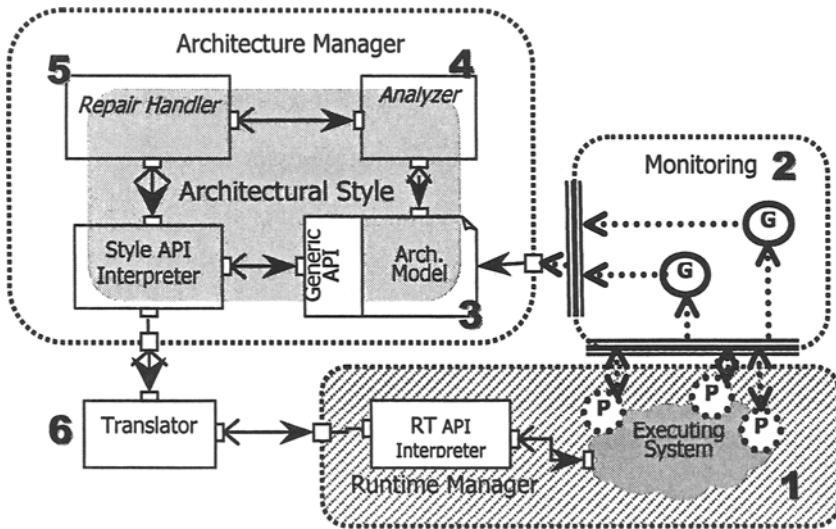 Architecture Manager
5
Repair Handler
4
Analyzer
Monitoring
2
G
G
Architectural Style
Style API
Interpreter
Generic
API
Arch.
Model
3
6
Translator
RT API
Interpreter
Runtime Manager
P
P
P
Executing
System
1